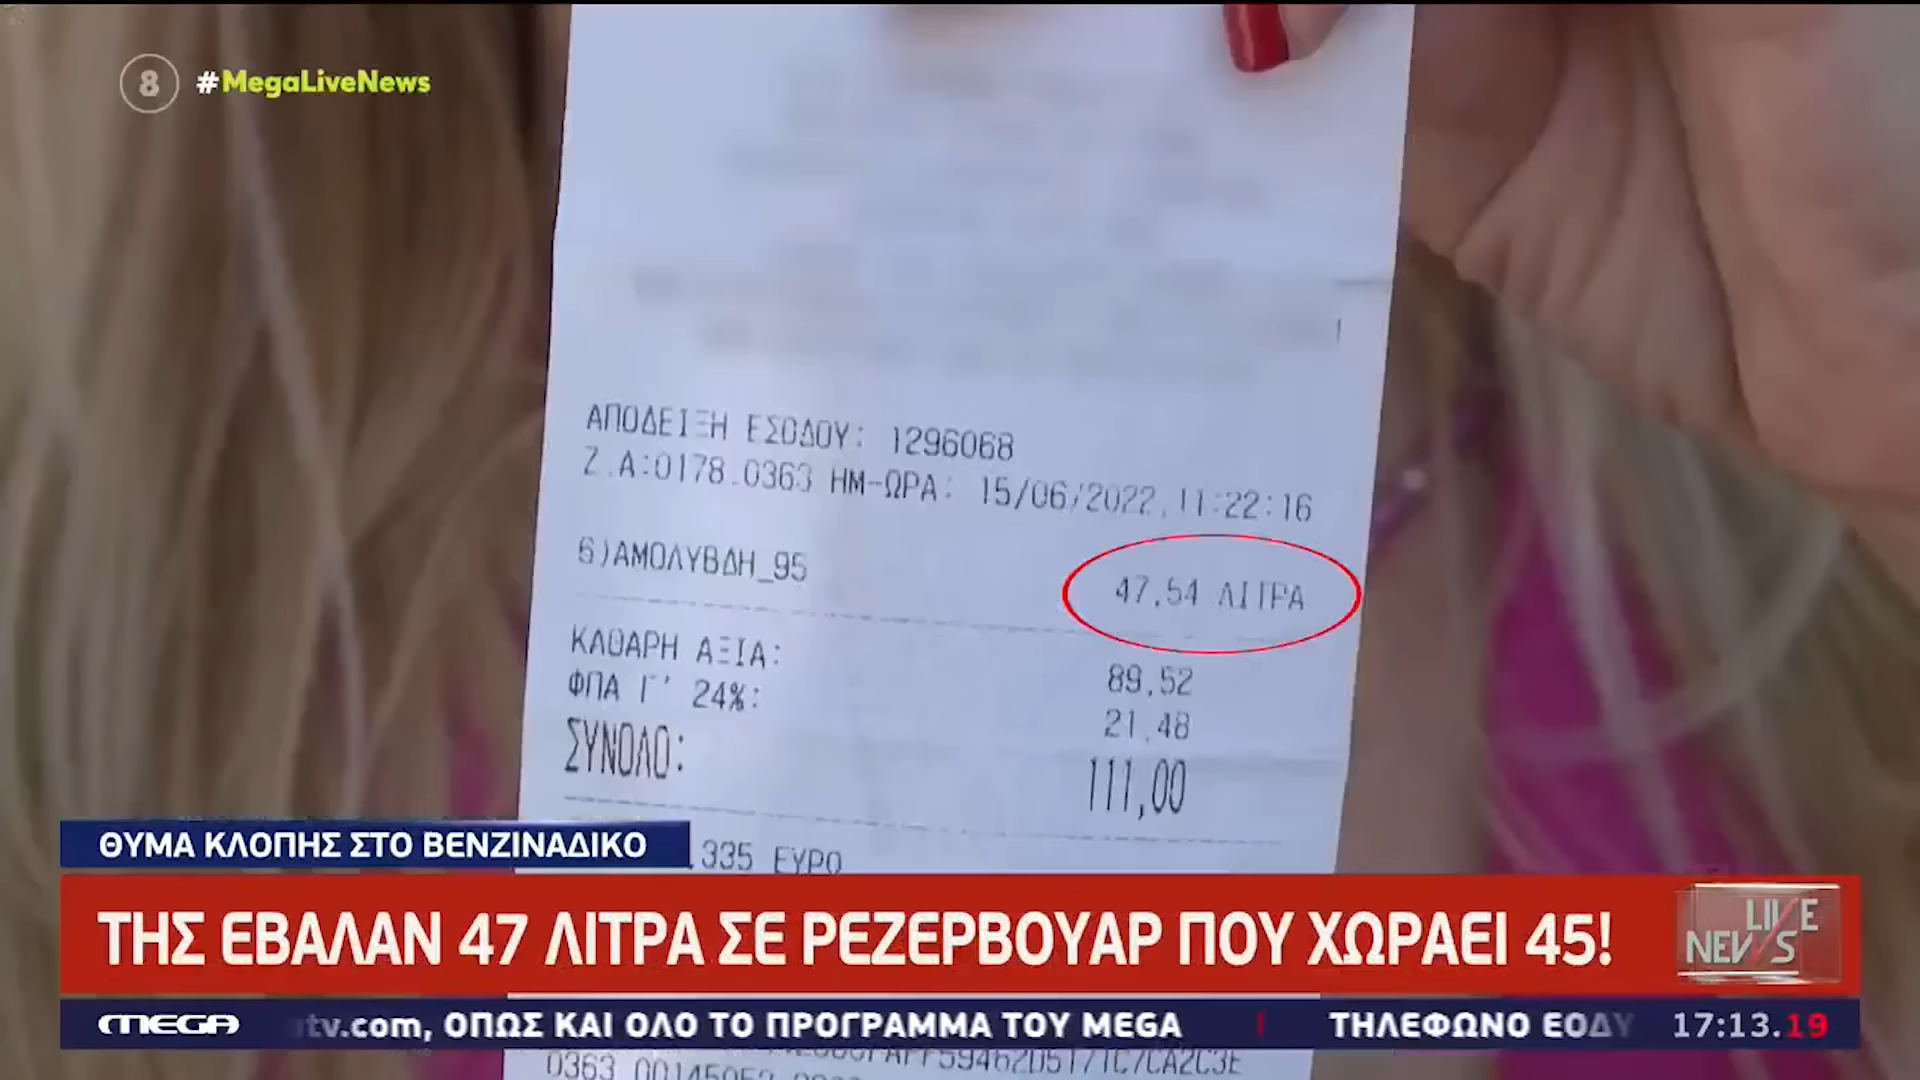 8 #MegaLiveNews
ΑΠΟΔΕΙΞΗ ΕΣΟΔΟΥ: 1296068
Ζ.Α:0178.0363 ΗΜ-ΩΡΑ: 15/06/2022,11:22:16
6)ΑΜΟΛΥΒΔΗ_95
47,54 ΛΙΤΡΑ
ΚΑΘΑΡΗ ΑΞΙΑ: 89,52
ΦΠΑ Γ' 24%: 21,48
ΣΥΝΟΛΟ: 111,00
.335 ΕΥΡΩ
ΘΥΜΑ ΚΛΟΠΗΣ ΣΤΟ ΒΕΝΖΙΝΑΔΙΚΟ
ΤΗΣ ΕΒΑΛΑΝ 47 ΛΙΤΡΑ ΣΕ ΡΕΖΕΡΒΟΥΑΡ ΠΟΥ ΧΩΡΑΕΙ 45!
LIVE NEWS
MEGA tv.com, ΟΠΩΣ ΚΑΙ ΟΛΟ ΤΟ ΠΡΟΓΡΑΜΜΑ ΤΟΥ MEGA | ΤΗΛΕΦΩΝΟ ΕΟΔΥ 17:13.19
0363